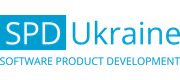 SPD Ukraine
SOFTWARE PRODUCT DEVELOPMENT